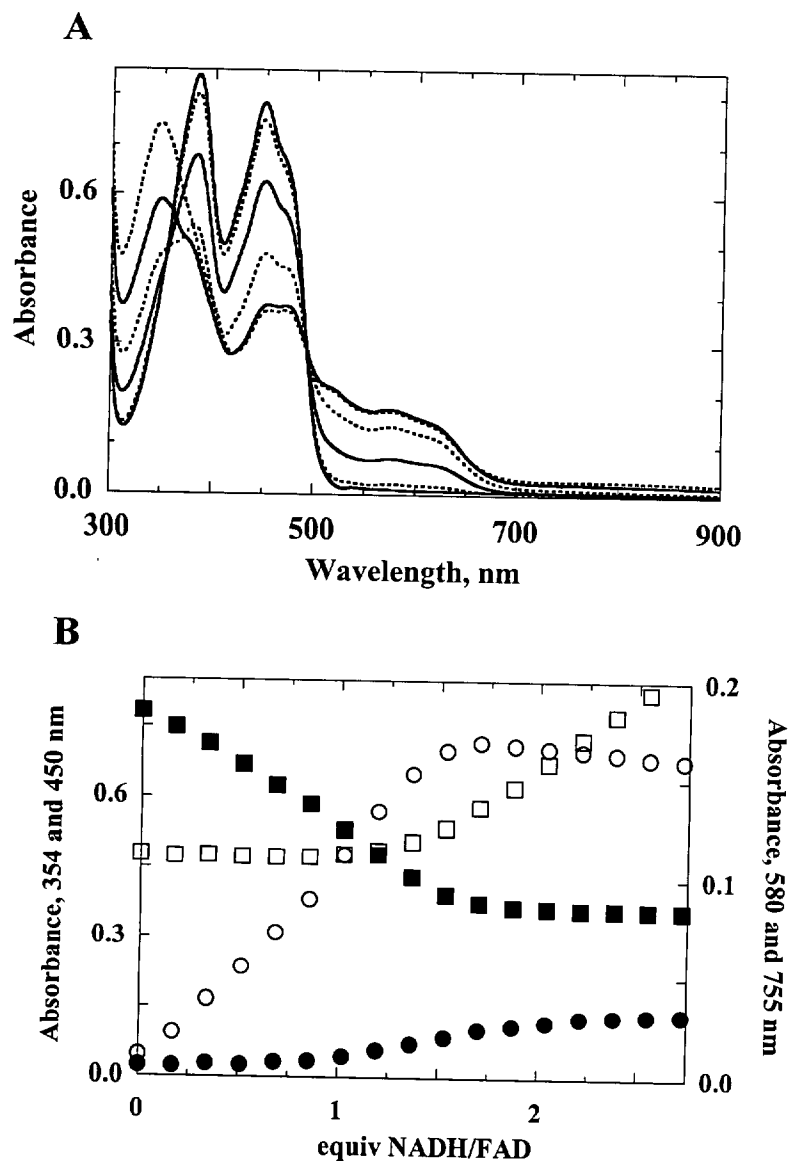 A
Absorbance
0.6
0.3
0.0
300
500
700
900
Wavelength, nm
B
Absorbance, 354 and 450 nm
0.6
0.3
0.0
0
1
2
equiv NADH/FAD
0.2
0.1
0.0
Absorbance, 580 and 755 nm